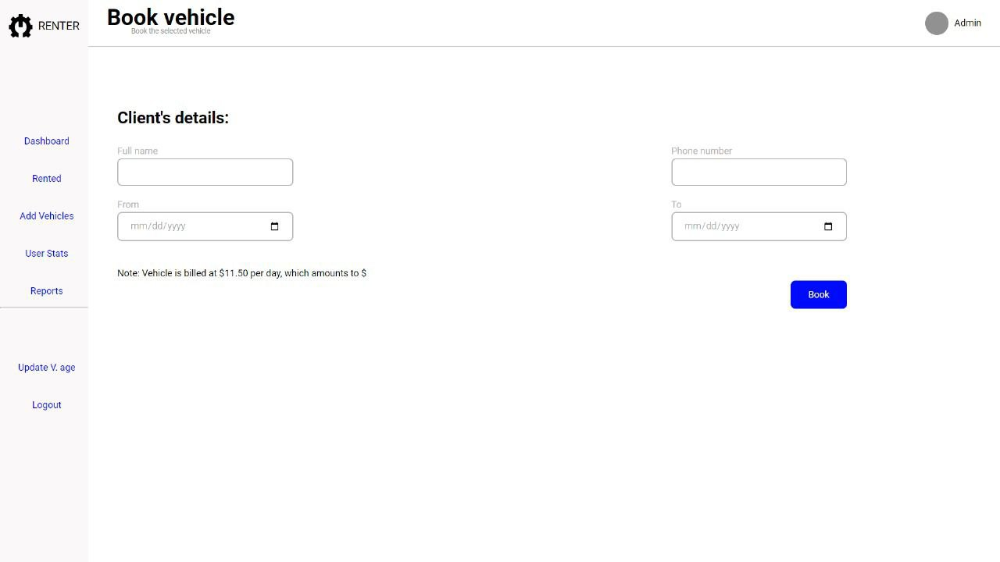 RENTER
Book vehicle
Book the selected vehicle
Admin
Dashboard
Rented
Add Vehicles
User Stats
Reports
Update V. age
Logout
Client's details:
Full name
Phone number
From
To
mm/dd/yyyy
mm/dd/yyyy
Note: Vehicle is billed at $11.50 per day, which amounts to $
Book